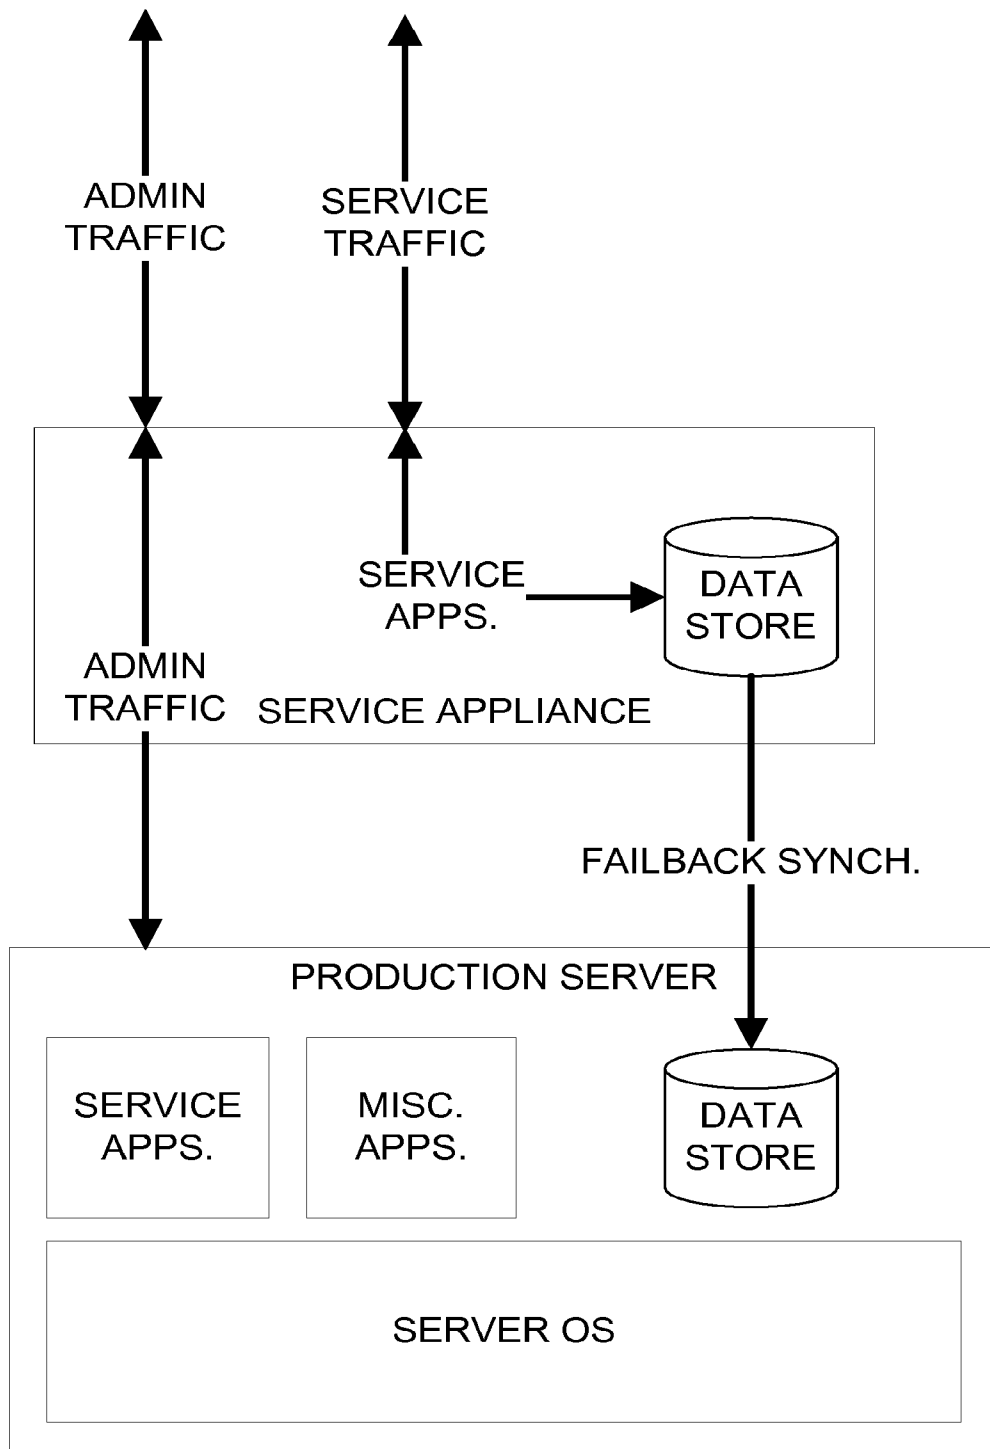 ADMIN
TRAFFIC
SERVICE
TRAFFIC
SERVICE
APPS.
DATA
STORE
ADMIN
TRAFFIC
SERVICE APPLIANCE
FAILBACK SYNCH.
PRODUCTION SERVER
SERVICE
APPS.
MISC.
APPS.
DATA
STORE
SERVER OS